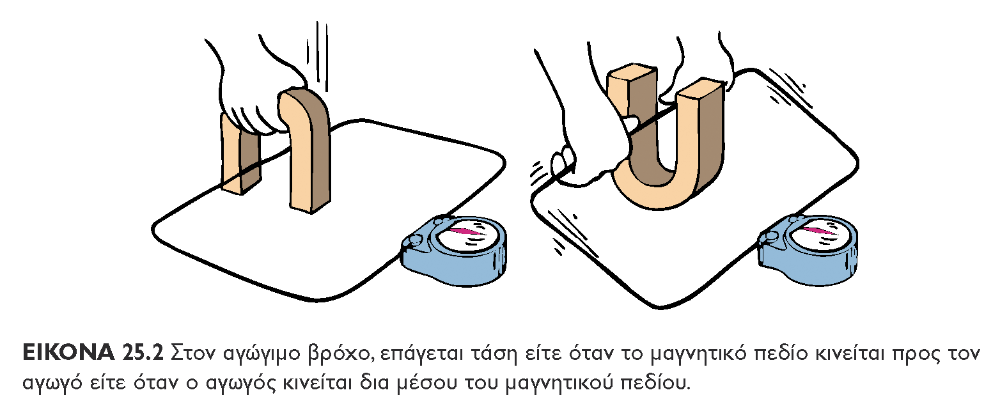 ΕΙΚΟΝΑ 25.2 Στον αγώγιμο βρόχο, επάγεται τάση είτε όταν το μαγνητικό πεδίο κινείται προς τον
αγωγό είτε όταν ο αγωγός κινείται δια μέσου του μαγνητικού πεδίου.